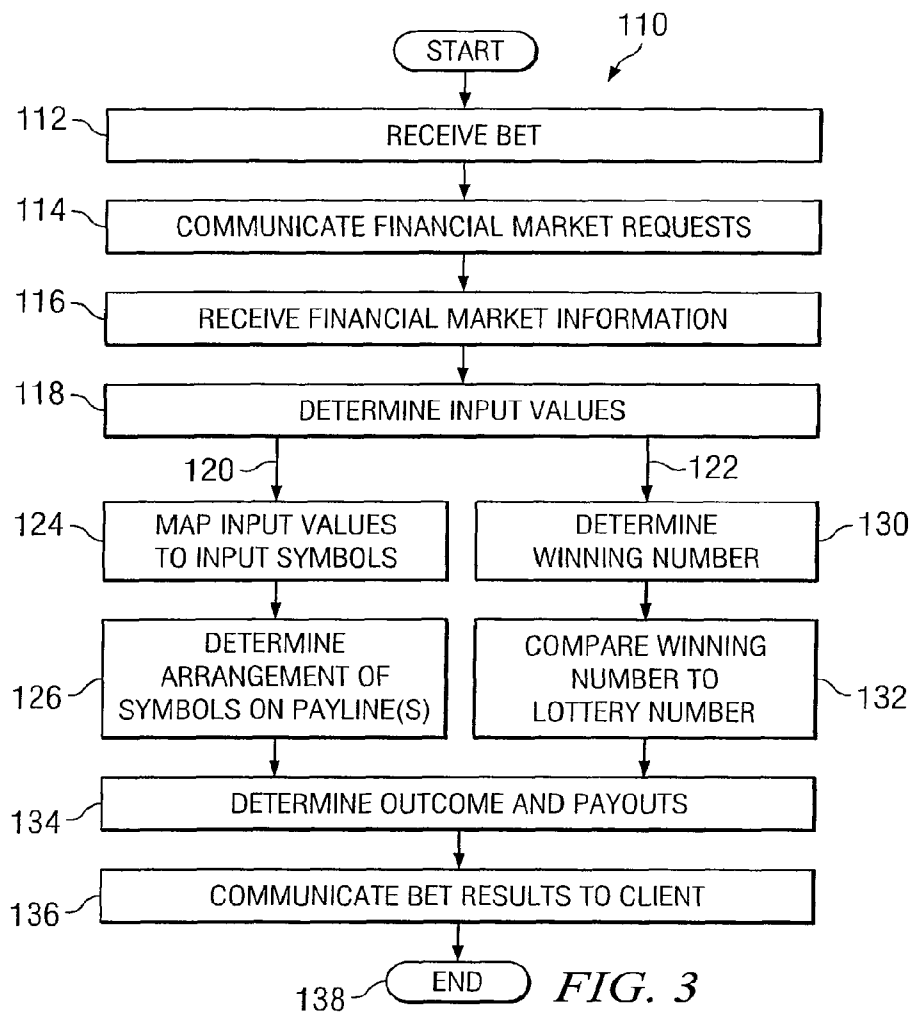 110
START
112
RECEIVE BET
114
COMMUNICATE FINANCIAL MARKET REQUESTS
116
RECEIVE FINANCIAL MARKET INFORMATION
118
DETERMINE INPUT VALUES
120
122
124
MAP INPUT VALUES
TO INPUT SYMBOLS
DETERMINE
WINNING NUMBER
130
126
DETERMINE
ARRANGEMENT OF
SYMBOLS ON PAYLINE(S)
COMPARE WINNING
NUMBER TO
LOTTERY NUMBER
132
134
DETERMINE OUTCOME AND PAYOUTS
136
COMMUNICATE BET RESULTS TO CLIENT
138
END
FIG. 3